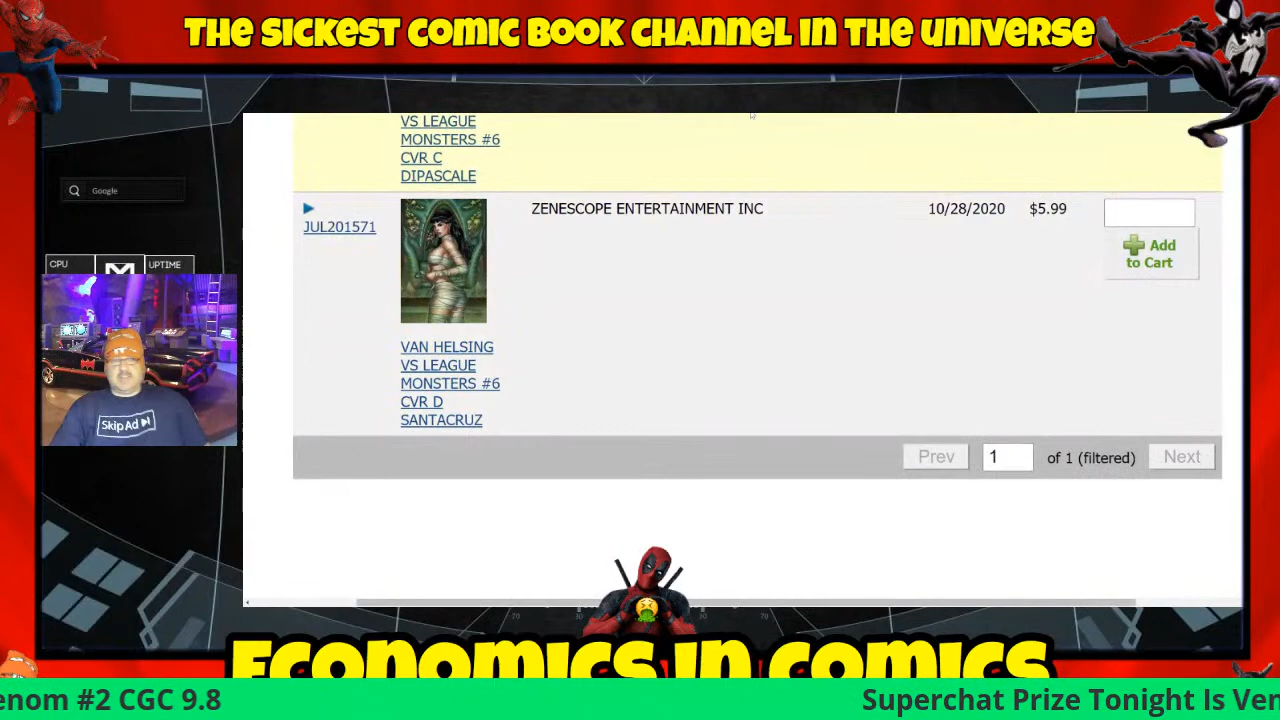 THE SICKEST COMIC BOOK CHANNEL IN THE UNIVERSE
Google
CPU
UPTIME
Skip Ad
VS LEAGUE
MONSTERS #6
CVR C
DIPASCALE
JUL201571
ZENESCOPE ENTERTAINMENT INC
10/28/2020
$5.99
Add
to Cart
VAN HELSING
VS LEAGUE
MONSTERS #6
CVR D
SANTACRUZ
Prev
1
of 1 (filtered)
Next
70
30
70
ECONOMICS IN COMICS
enom #2 CGC 9.8
Superchat Prize Tonight Is Ven